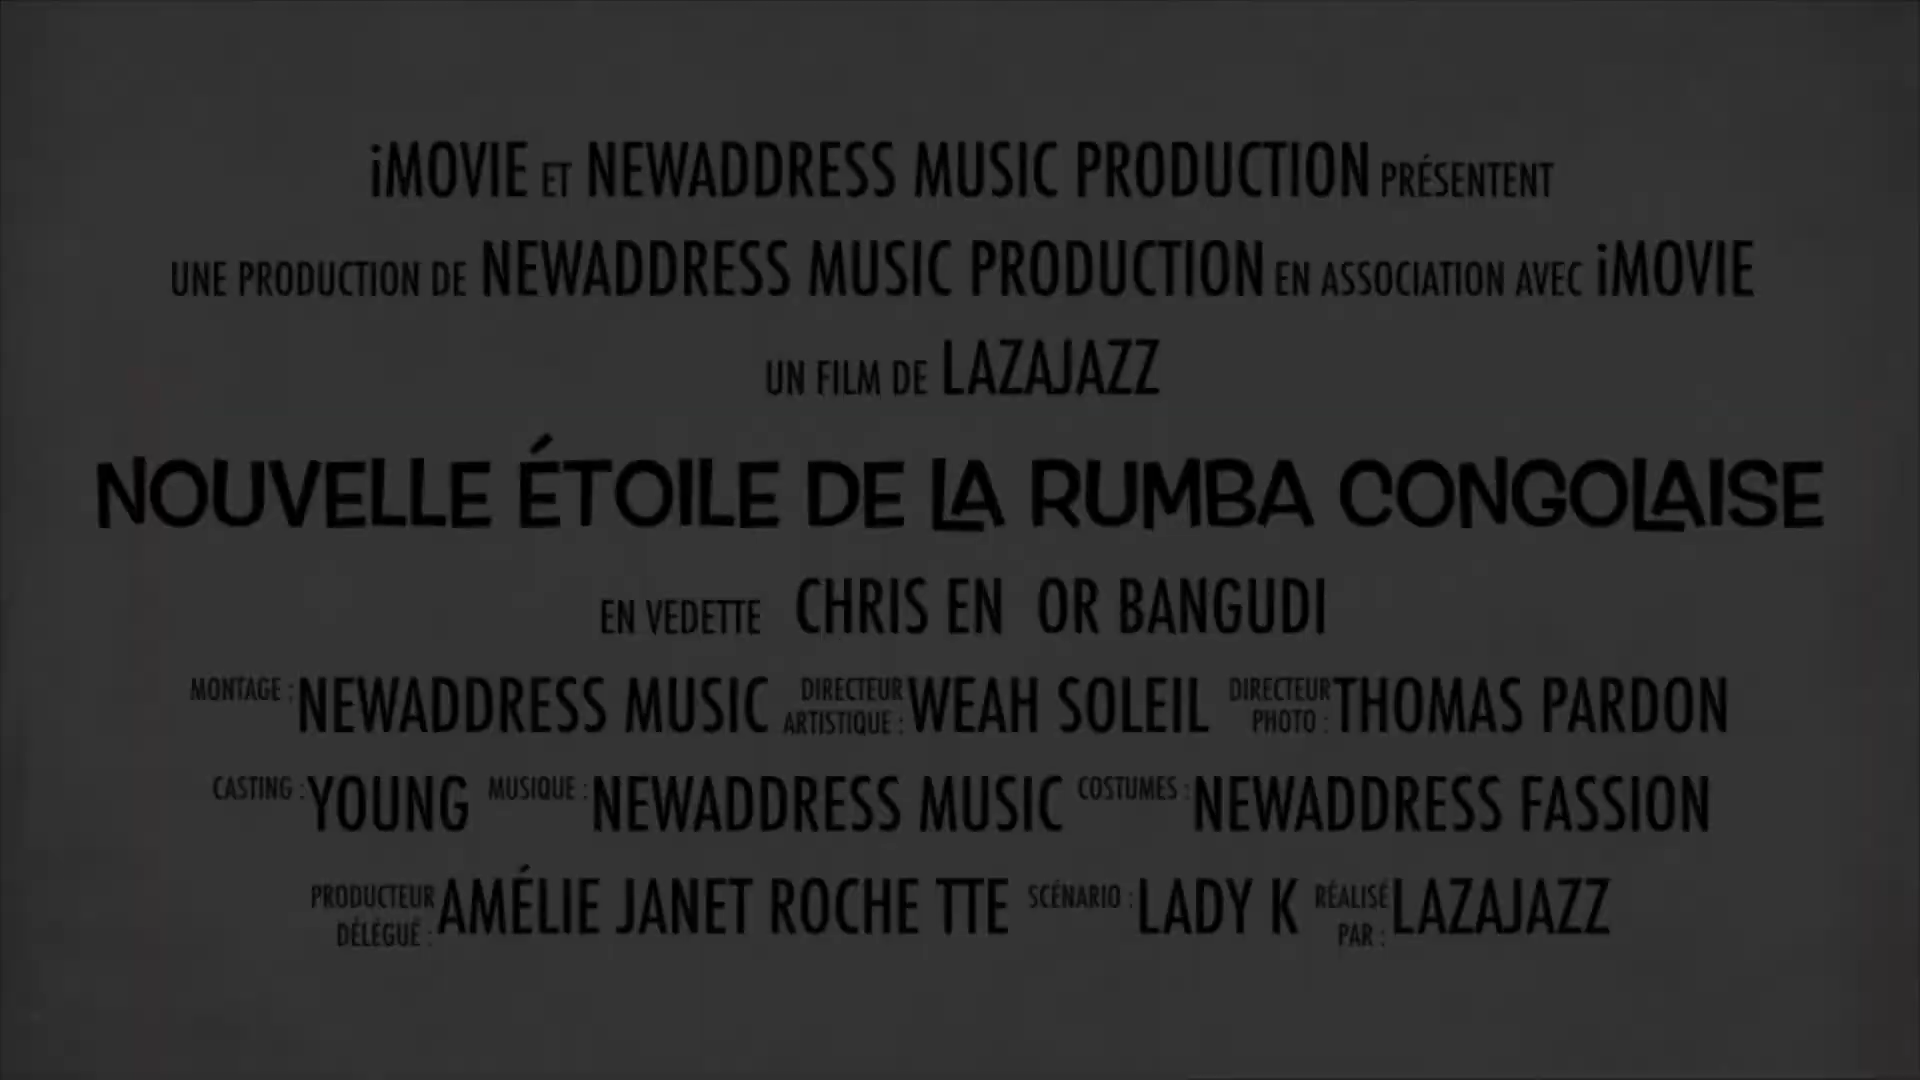 iMOVIE ET NEWADDRESS MUSIC PRODUCTION PRÉSENTENT
UNE PRODUCTION DE NEWADDRESS MUSIC PRODUCTION EN ASSOCIATION AVEC iMOVIE
UN FILM DE LAZAJAZZ
NOUVELLE ÉTOILE DE LA RUMBA CONGOLAISE
EN VEDETTE CHRIS EN OR BANGUDI
MONTAGE : NEWADDRESS MUSIC DIRECTEUR ARTISTIQUE : WEAH SOLEIL DIRECTEUR PHOTO : THOMAS PARDON
CASTING : YOUNG MUSIQUE : NEWADDRESS MUSIC COSTUMES : NEWADDRESS FASSION
PRODUCTEUR DÉLÉGUÉ : AMÉLIE JANET ROCHE TTE SCÉNARIO : LADY K RÉALISÉ PAR : LAZAJAZZ